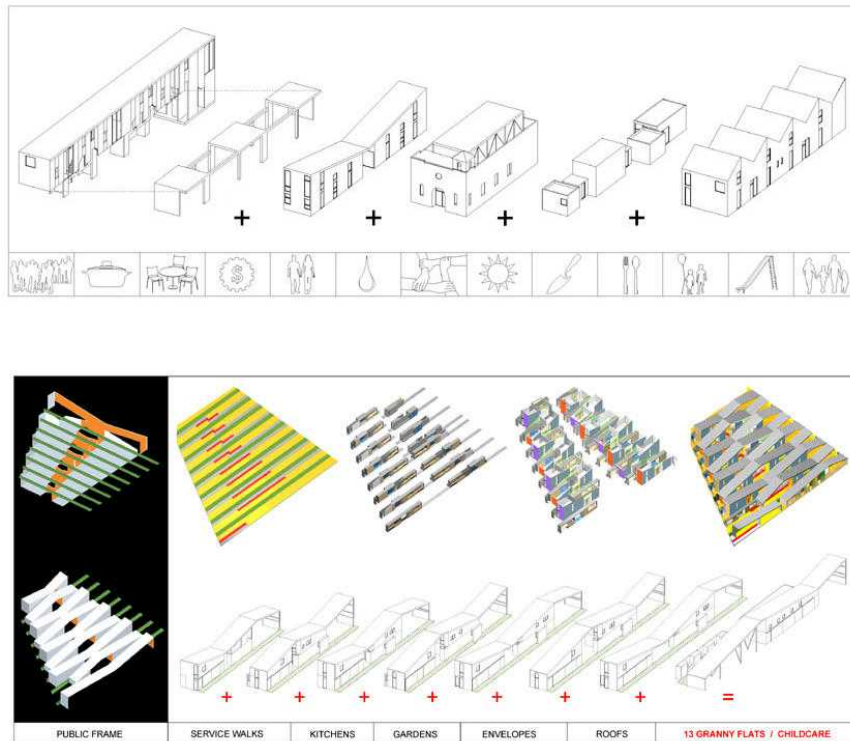 + + + +
$
+ + + + + + + =
PUBLIC FRAME SERVICE WALKS KITCHENS GARDENS ENVELOPES ROOFS 13 GRANNY FLATS / CHILDCARE